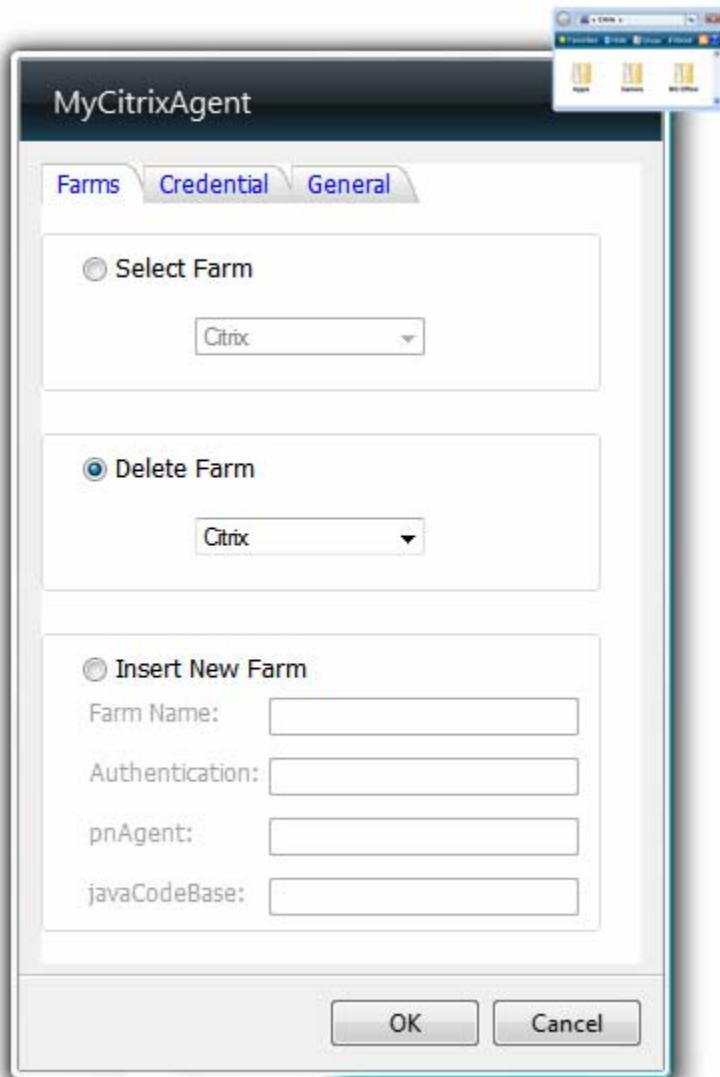 MyCitrixAgent
Farms Credential General
Select Farm
Citrix
Delete Farm
Citrix
Insert New Farm
Farm Name:
Authentication:
pnAgent:
javaCodeBase:
OK Cancel